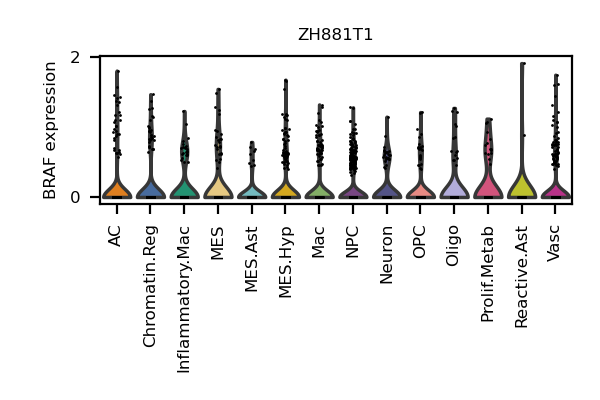 ZH881T1
BRAF expression
2
0
AC
Chromatin.Reg
Inflammatory.Mac
MES
MES.Ast
MES.Hyp
Mac
NPC
Neuron
OPC
Oligo
Prolif.Metab
Reactive.Ast
Vasc